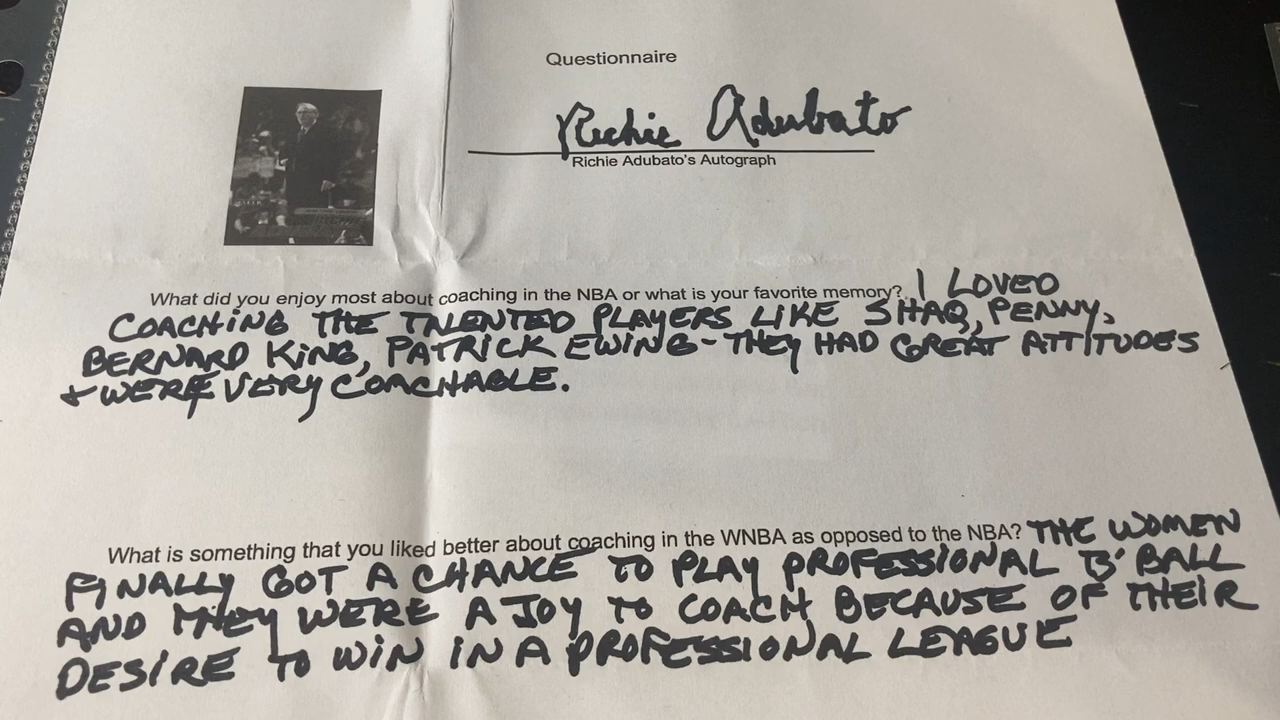 Questionnaire
Richie Adubato
Richie Adubato's Autograph
What did you enjoy most about coaching in the NBA or what is your favorite memory? I LOVED
COACHING THE TALENTED PLAYERS LIKE SHAQ, PENNY,
BERNARD KING, PATRICK EWING - THEY HAD GREAT ATTITUDES
+ WERE VERY COACHABLE.
What is something that you liked better about coaching in the WNBA as opposed to the NBA? THE WOMEN
FINALLY GOT A CHANCE TO PLAY PROFESSIONAL B'BALL
AND THEY WERE A JOY TO COACH BECAUSE OF THEIR
DESIRE TO WIN IN A PROFESSIONAL LEAGUE